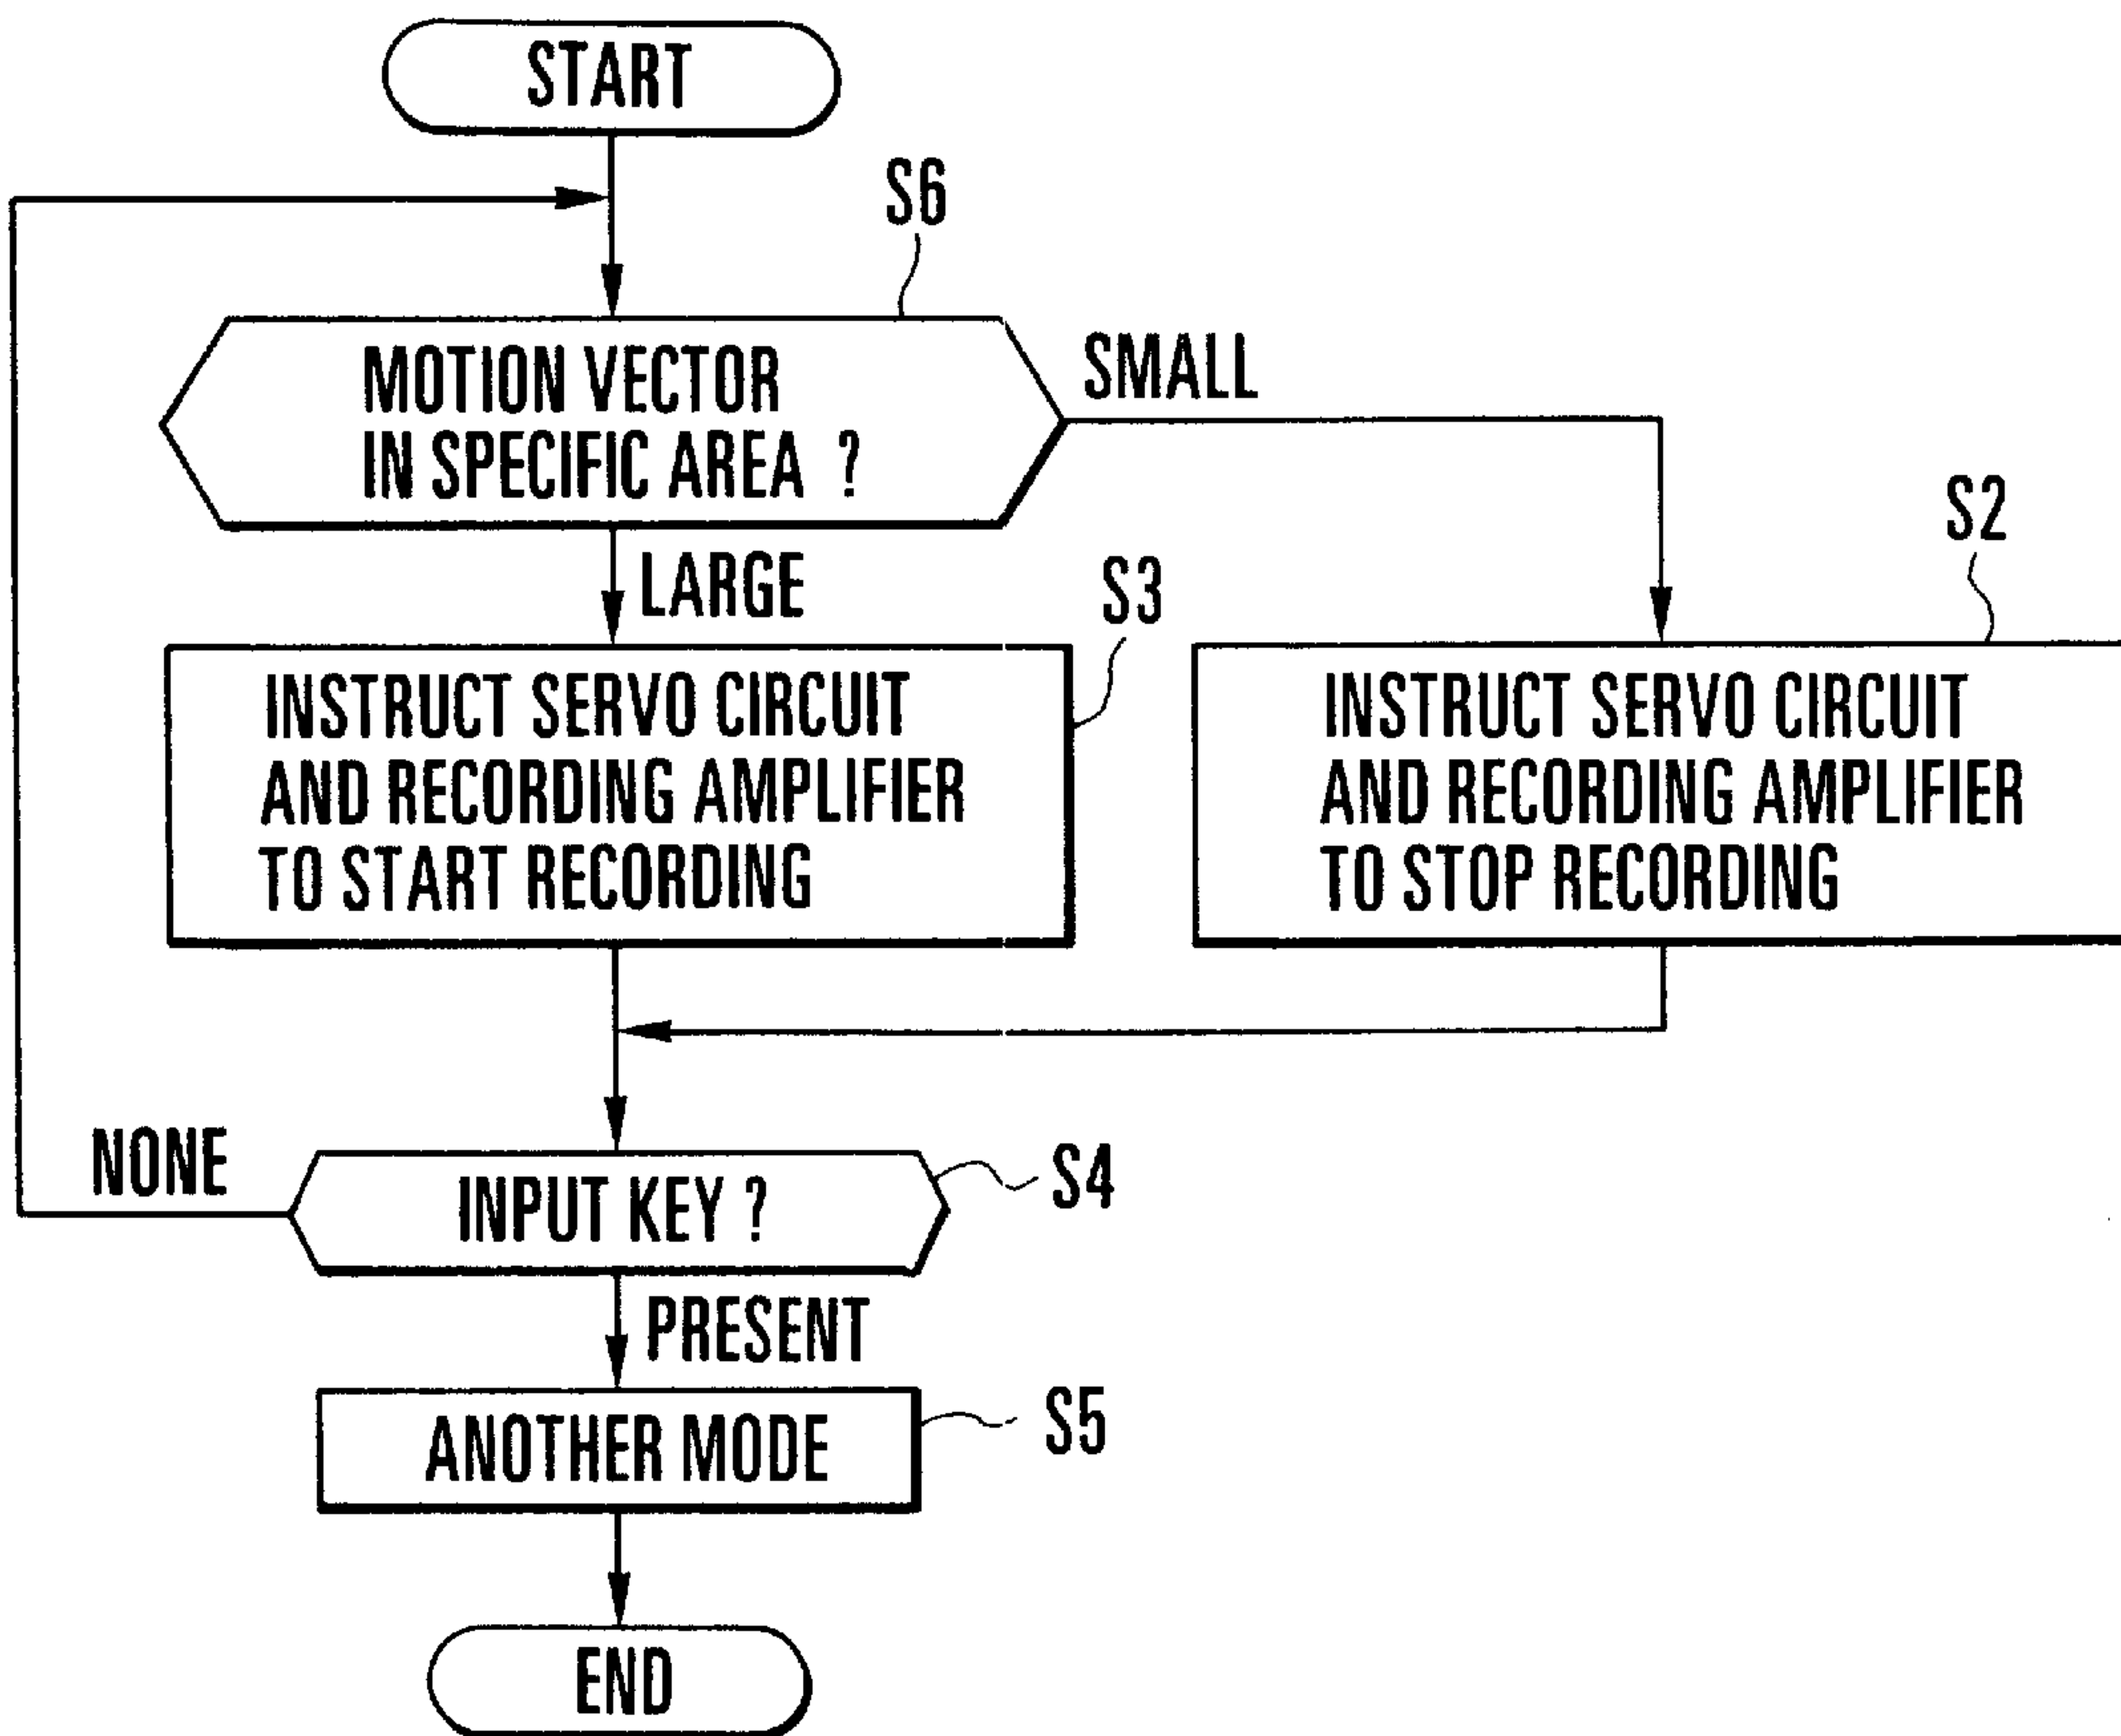 START
S6
MOTION VECTOR
IN SPECIFIC AREA ?
SMALL
LARGE
S3
S2
INSTRUCT SERVO CIRCUIT
AND RECORDING AMPLIFIER
TO START RECORDING
INSTRUCT SERVO CIRCUIT
AND RECORDING AMPLIFIER
TO STOP RECORDING
NONE
INPUT KEY ?
S4
PRESENT
ANOTHER MODE
S5
END